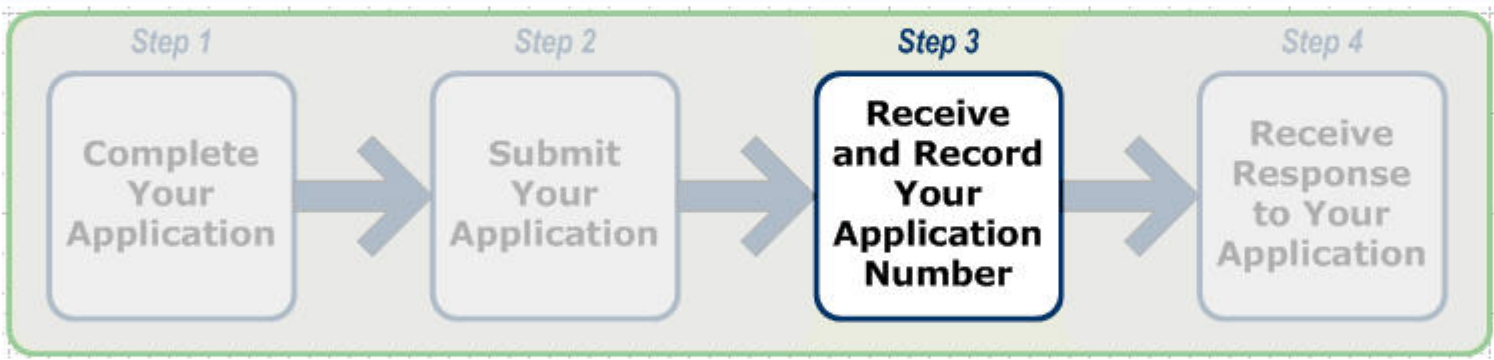 Step 1
Complete
Your
Application
Step 2
Submit
Your
Application
Step 3
Receive
and Record
Your
Application
Number
Step 4
Receive
Response
to Your
Application